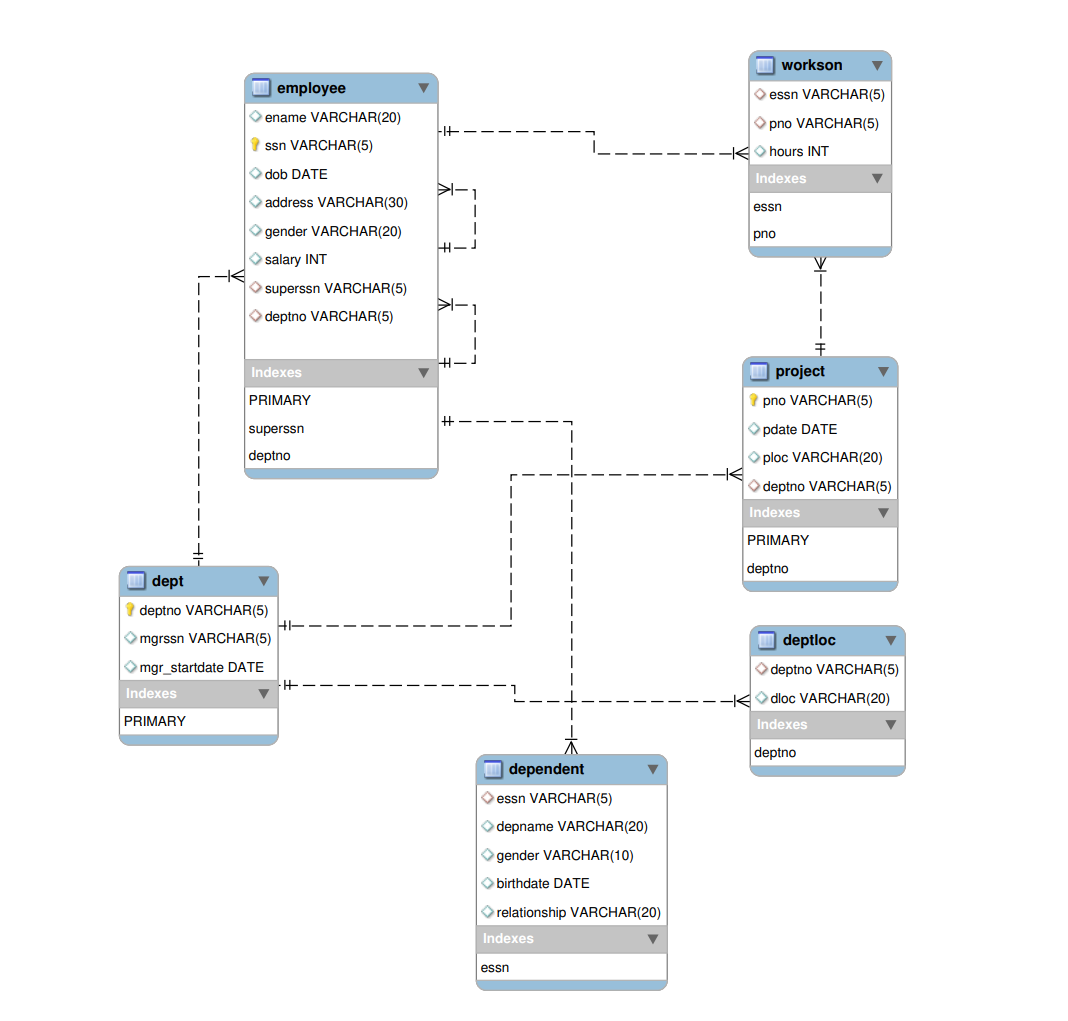 employee
ename VARCHAR(20)
ssn VARCHAR(5)
dob DATE
address VARCHAR(30)
gender VARCHAR(20)
salary INT
superssn VARCHAR(5)
deptno VARCHAR(5)
Indexes
PRIMARY
superssn
deptno
workson
essn VARCHAR(5)
pno VARCHAR(5)
hours INT
Indexes
essn
pno
project
pno VARCHAR(5)
pdate DATE
ploc VARCHAR(20)
deptno VARCHAR(5)
Indexes
PRIMARY
deptno
dept
deptno VARCHAR(5)
mgrssn VARCHAR(5)
mgr_startdate DATE
Indexes
PRIMARY
deptloc
deptno VARCHAR(5)
dloc VARCHAR(20)
Indexes
deptno
dependent
essn VARCHAR(5)
depname VARCHAR(20)
gender VARCHAR(10)
birthdate DATE
relationship VARCHAR(20)
Indexes
essn